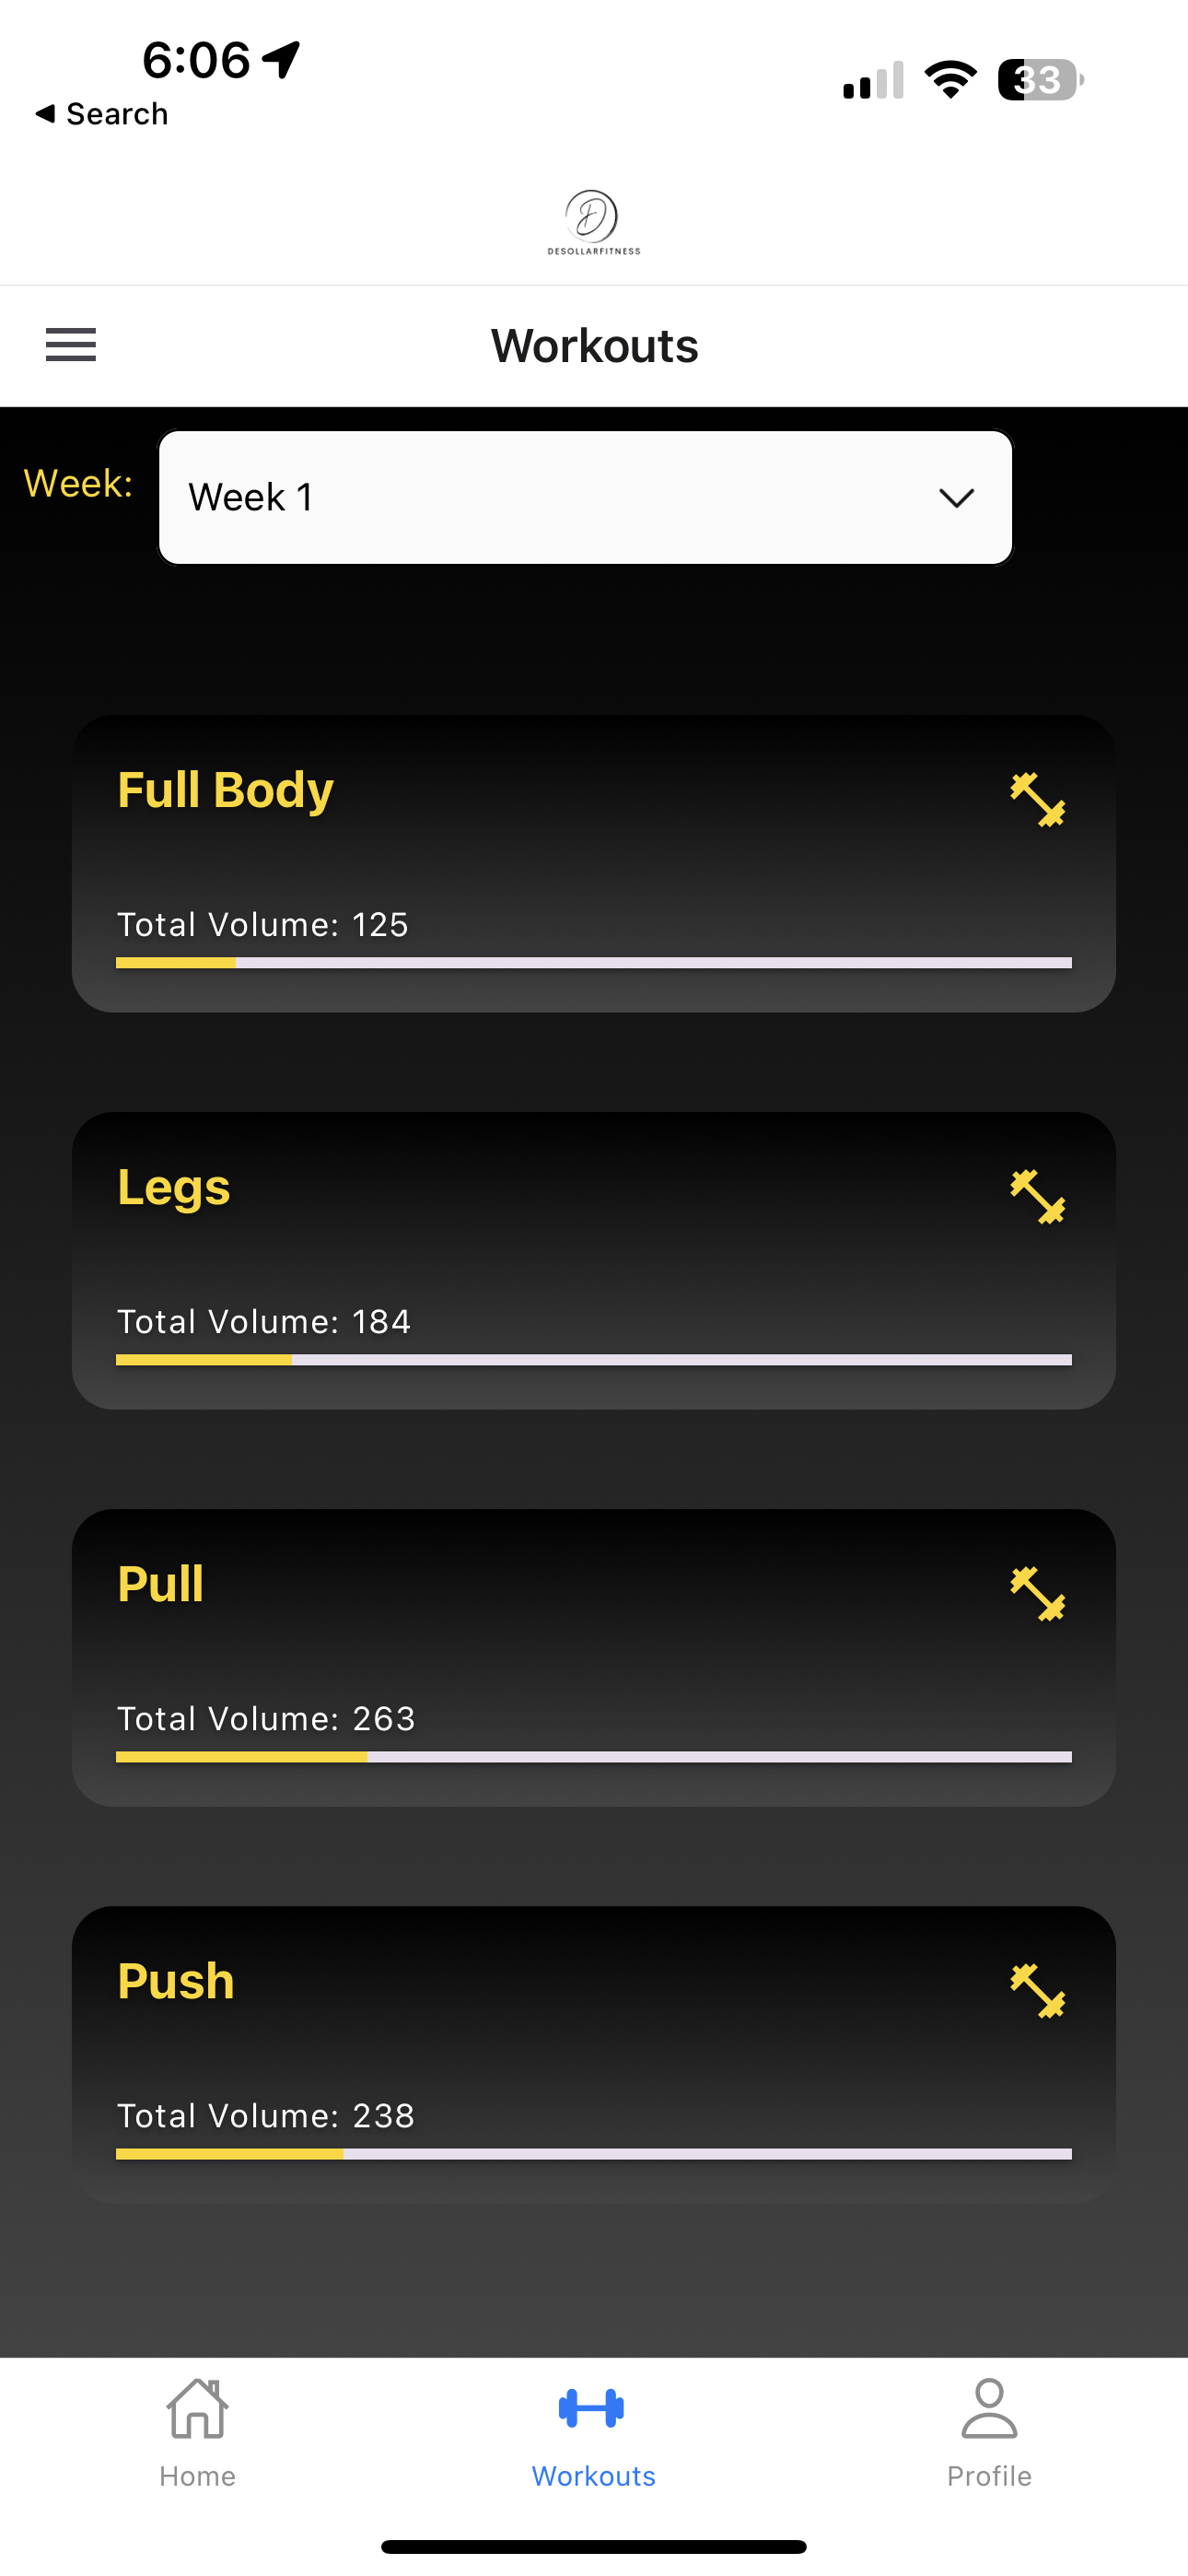 6:06
33
Search
DESOLLARFITNESS
Workouts
Week:
Week 1
Full Body
Total Volume: 125
Legs
Total Volume: 184
Pull
Total Volume: 263
Push
Total Volume: 238
Home
Workouts
Profile